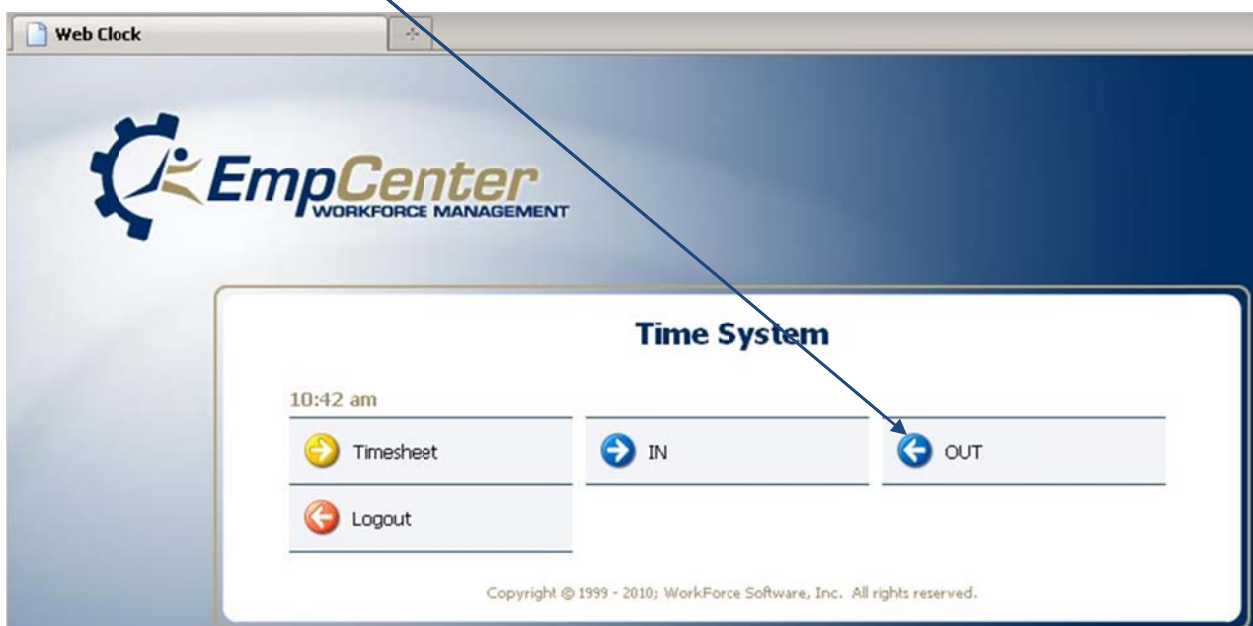 Web Clock
EmpCenter
WORKFORCE MANAGEMENT
Time System
10:42 am
Timesheet IN OUT
Logout
Copyright © 1999 - 2010; WorkForce Software, Inc. All rights reserved.